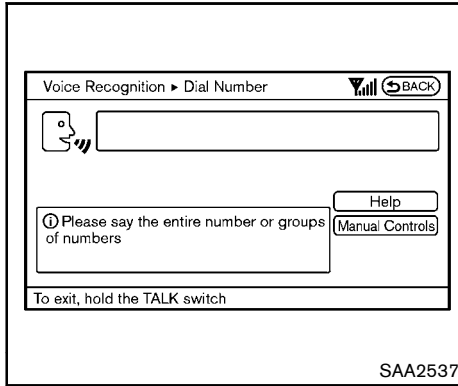 Voice Recognition ▸ Dial Number BACK
Help
ⓘ Please say the entire number or groups
of numbers
Manual Controls
To exit, hold the TALK switch
SAA2537